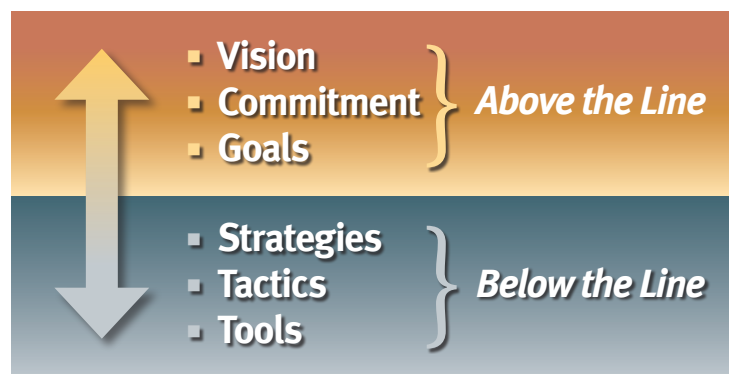 ▪ Vision
▪ Commitment
▪ Goals
Above the Line
▪ Strategies
▪ Tactics
▪ Tools
Below the Line